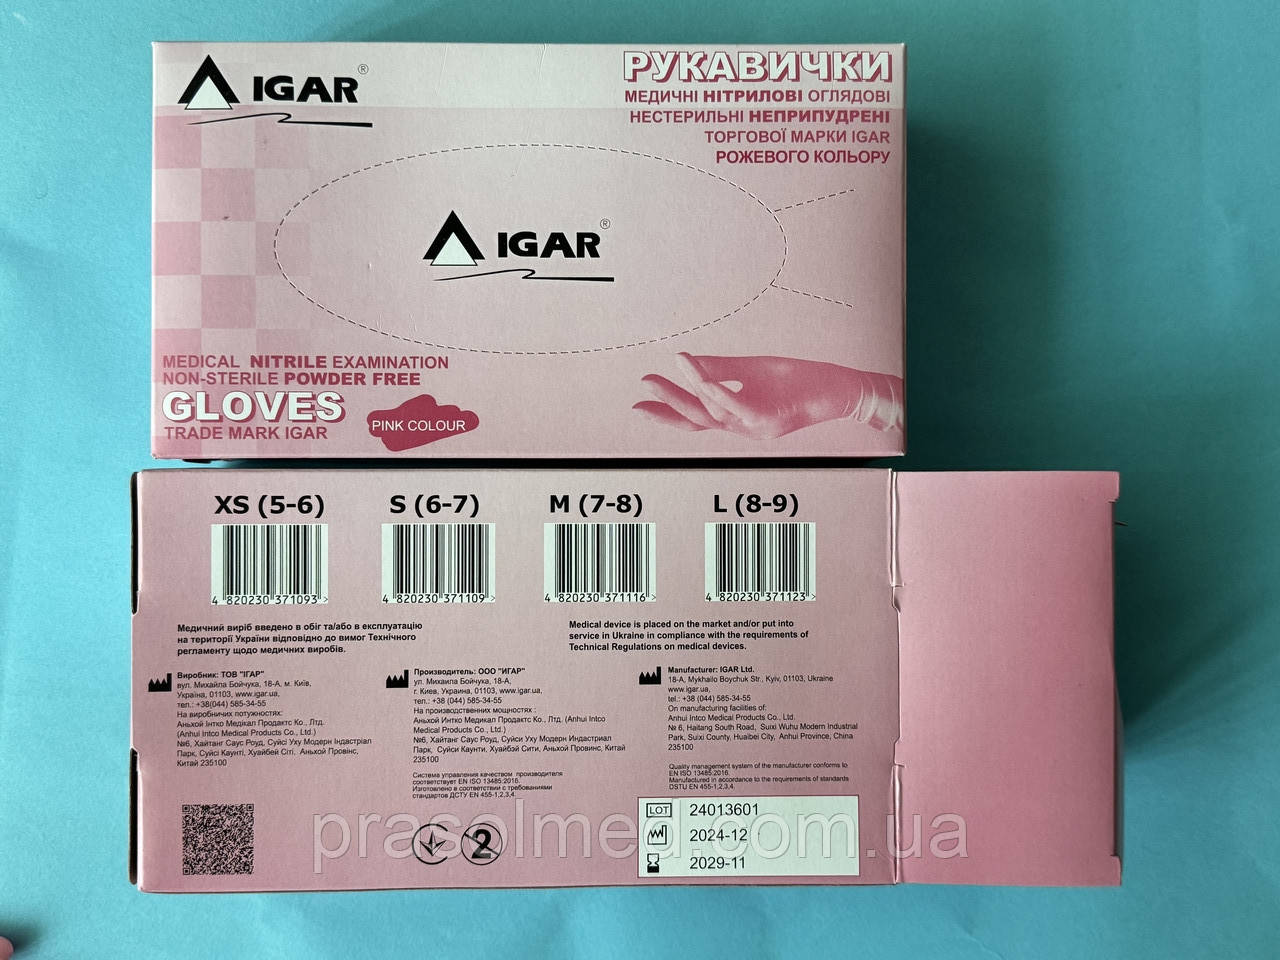 IGAR®
РУКАВИЧКИ
МЕДИЧНІ НІТРИЛОВІ ОГЛЯДОВІ
НЕСТЕРИЛЬНІ НЕПРИПУДРЕНІ
ТОРГОВОЇ МАРКИ IGAR
РОЖЕВОГО КОЛЬОРУ
IGAR®
MEDICAL NITRILE EXAMINATION
NON-STERILE POWDER FREE
GLOVES
TRADE MARK IGAR
PINK COLOUR
XS (5-6)
4 820230 371093>
S (6-7)
4 820230 371109>
M (7-8)
4 820230 371116>
L (8-9)
4 820230 371123>
Медичний виріб введено в обіг та/або в експлуатацію
на території України відповідно до вимог Технічного
регламенту щодо медичних виробів.
Medical device is placed on the market and/or put into
service in Ukraine in compliance with the requirements of
Technical Regulations on medical devices.
Виробник: ТОВ "ІГАР"
вул. Михайла Бойчука, 18-А, м. Київ,
Україна, 01103, www.igar.ua,
тел.: +38(044) 585-34-55
На виробничих потужностях:
Аньхой Інтко Медікал Продактс Ко., Лтд.
(Anhui Intco Medical Products Co., Ltd.)
№6, Хайтанг Саус Роуд, Суйсі Уху Модерн Індастріал
Парк, Суйсі Каунті, Хуайбей Сіті, Аньхой Провінс,
Китай 235100
Производитель: ООО "ИГАР"
ул. Михаила Бойчука, 18-А,
г. Киев, Украина, 01103, www.igar.ua,
тел.: +38 (044) 585-34-55
На производственних мощностях :
Аньхой Интко Медикал Продактс Ко., Лтд. (Anhui Intco
Medical Products Co., Ltd.)
№6, Хайтанг Саус Роуд, Суйси Уху Модерн Индастриал
Парк, Суйси Каунти, Хуайбэй Сити, Аньхой Провинс, Китай
235100
Система управления качеством производителя
соответствует EN ISO 13485:2016.
Изготовлено в соответствии с требованиями
стандартов ДСТУ EN 455-1,2,3,4.
Manufacturer: IGAR Ltd.
18-A, Mykhailo Boychuk Str., Kyiv, 01103, Ukraine
www.igar.ua,
tel.: +38 (044) 585-34-55
On manufacturing facilities of:
Anhui Intco Medical Products Co., Ltd.
№ 6, Haitang South Road, Suixi Wuhu Modern Industrial
Park, Suixi County, Huaibei City, Anhui Province, China
235100
Quality management system of the manufacturer conforms to
EN ISO 13485:2016.
Manufactured in accordance to the requirements of standards
DSTU EN 455-1,2,3,4.
2
LOT 24013601
2024-12
2029-11
prasolmed.com.ua